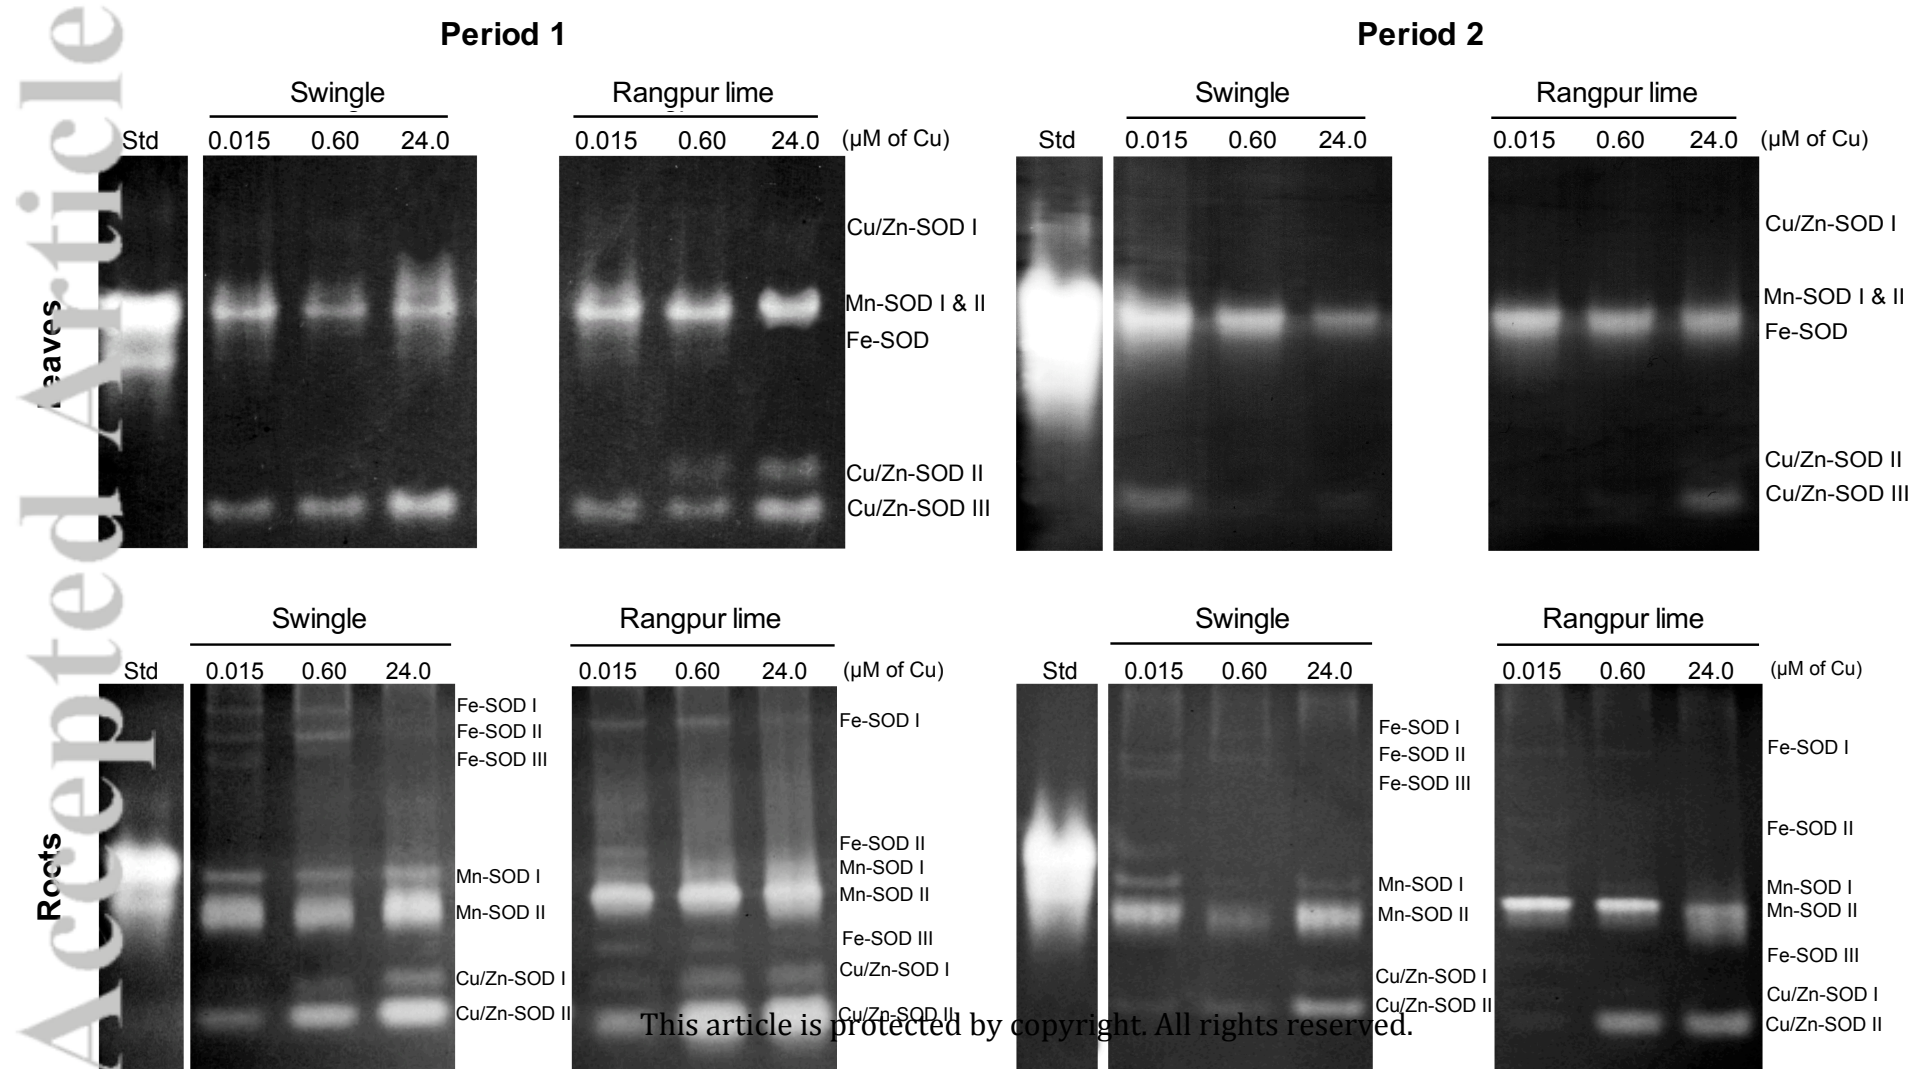 Accepted Article
Period 1
Period 2
Swingle
Rangpur lime
Swingle
Rangpur lime
Std
0.015 0.60 24.0
0.015 0.60 24.0 (µM of Cu)
Std
0.015 0.60 24.0
0.015 0.60 24.0 (µM of Cu)
Leaves
Cu/Zn-SOD I
Mn-SOD I & II
Fe-SOD
Cu/Zn-SOD II
Cu/Zn-SOD III
Cu/Zn-SOD I
Mn-SOD I & II
Fe-SOD
Cu/Zn-SOD II
Cu/Zn-SOD III
Swingle
Rangpur lime
Swingle
Rangpur lime
Std
0.015 0.60 24.0
0.015 0.60 24.0 (µM of Cu)
Std
0.015 0.60 24.0
0.015 0.60 24.0 (µM of Cu)
Roots
Fe-SOD I
Fe-SOD II
Fe-SOD III
Mn-SOD I
Mn-SOD II
Cu/Zn-SOD I
Cu/Zn-SOD II
Fe-SOD I
Fe-SOD II
Mn-SOD I
Mn-SOD II
Fe-SOD III
Cu/Zn-SOD I
Cu/Zn-SOD II
Fe-SOD I
Fe-SOD II
Fe-SOD III
Mn-SOD I
Mn-SOD II
Cu/Zn-SOD I
Cu/Zn-SOD II
Fe-SOD I
Fe-SOD II
Mn-SOD I
Mn-SOD II
Fe-SOD III
Cu/Zn-SOD I
Cu/Zn-SOD II
This article is protected by copyright. All rights reserved.